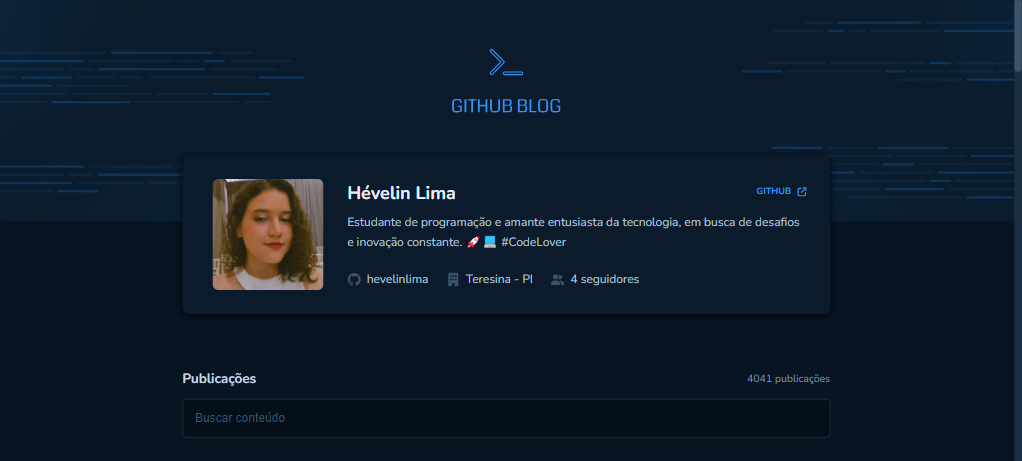 GITHUB BLOG
Hévelin Lima
GITHUB
Estudante de programação e amante entusiasta da tecnologia, em busca de desafios
e inovação constante. 🚀 💻 #CodeLover
hevelinlima Teresina - PI 4 seguidores
Publicações
4041 publicações
Buscar conteúdo